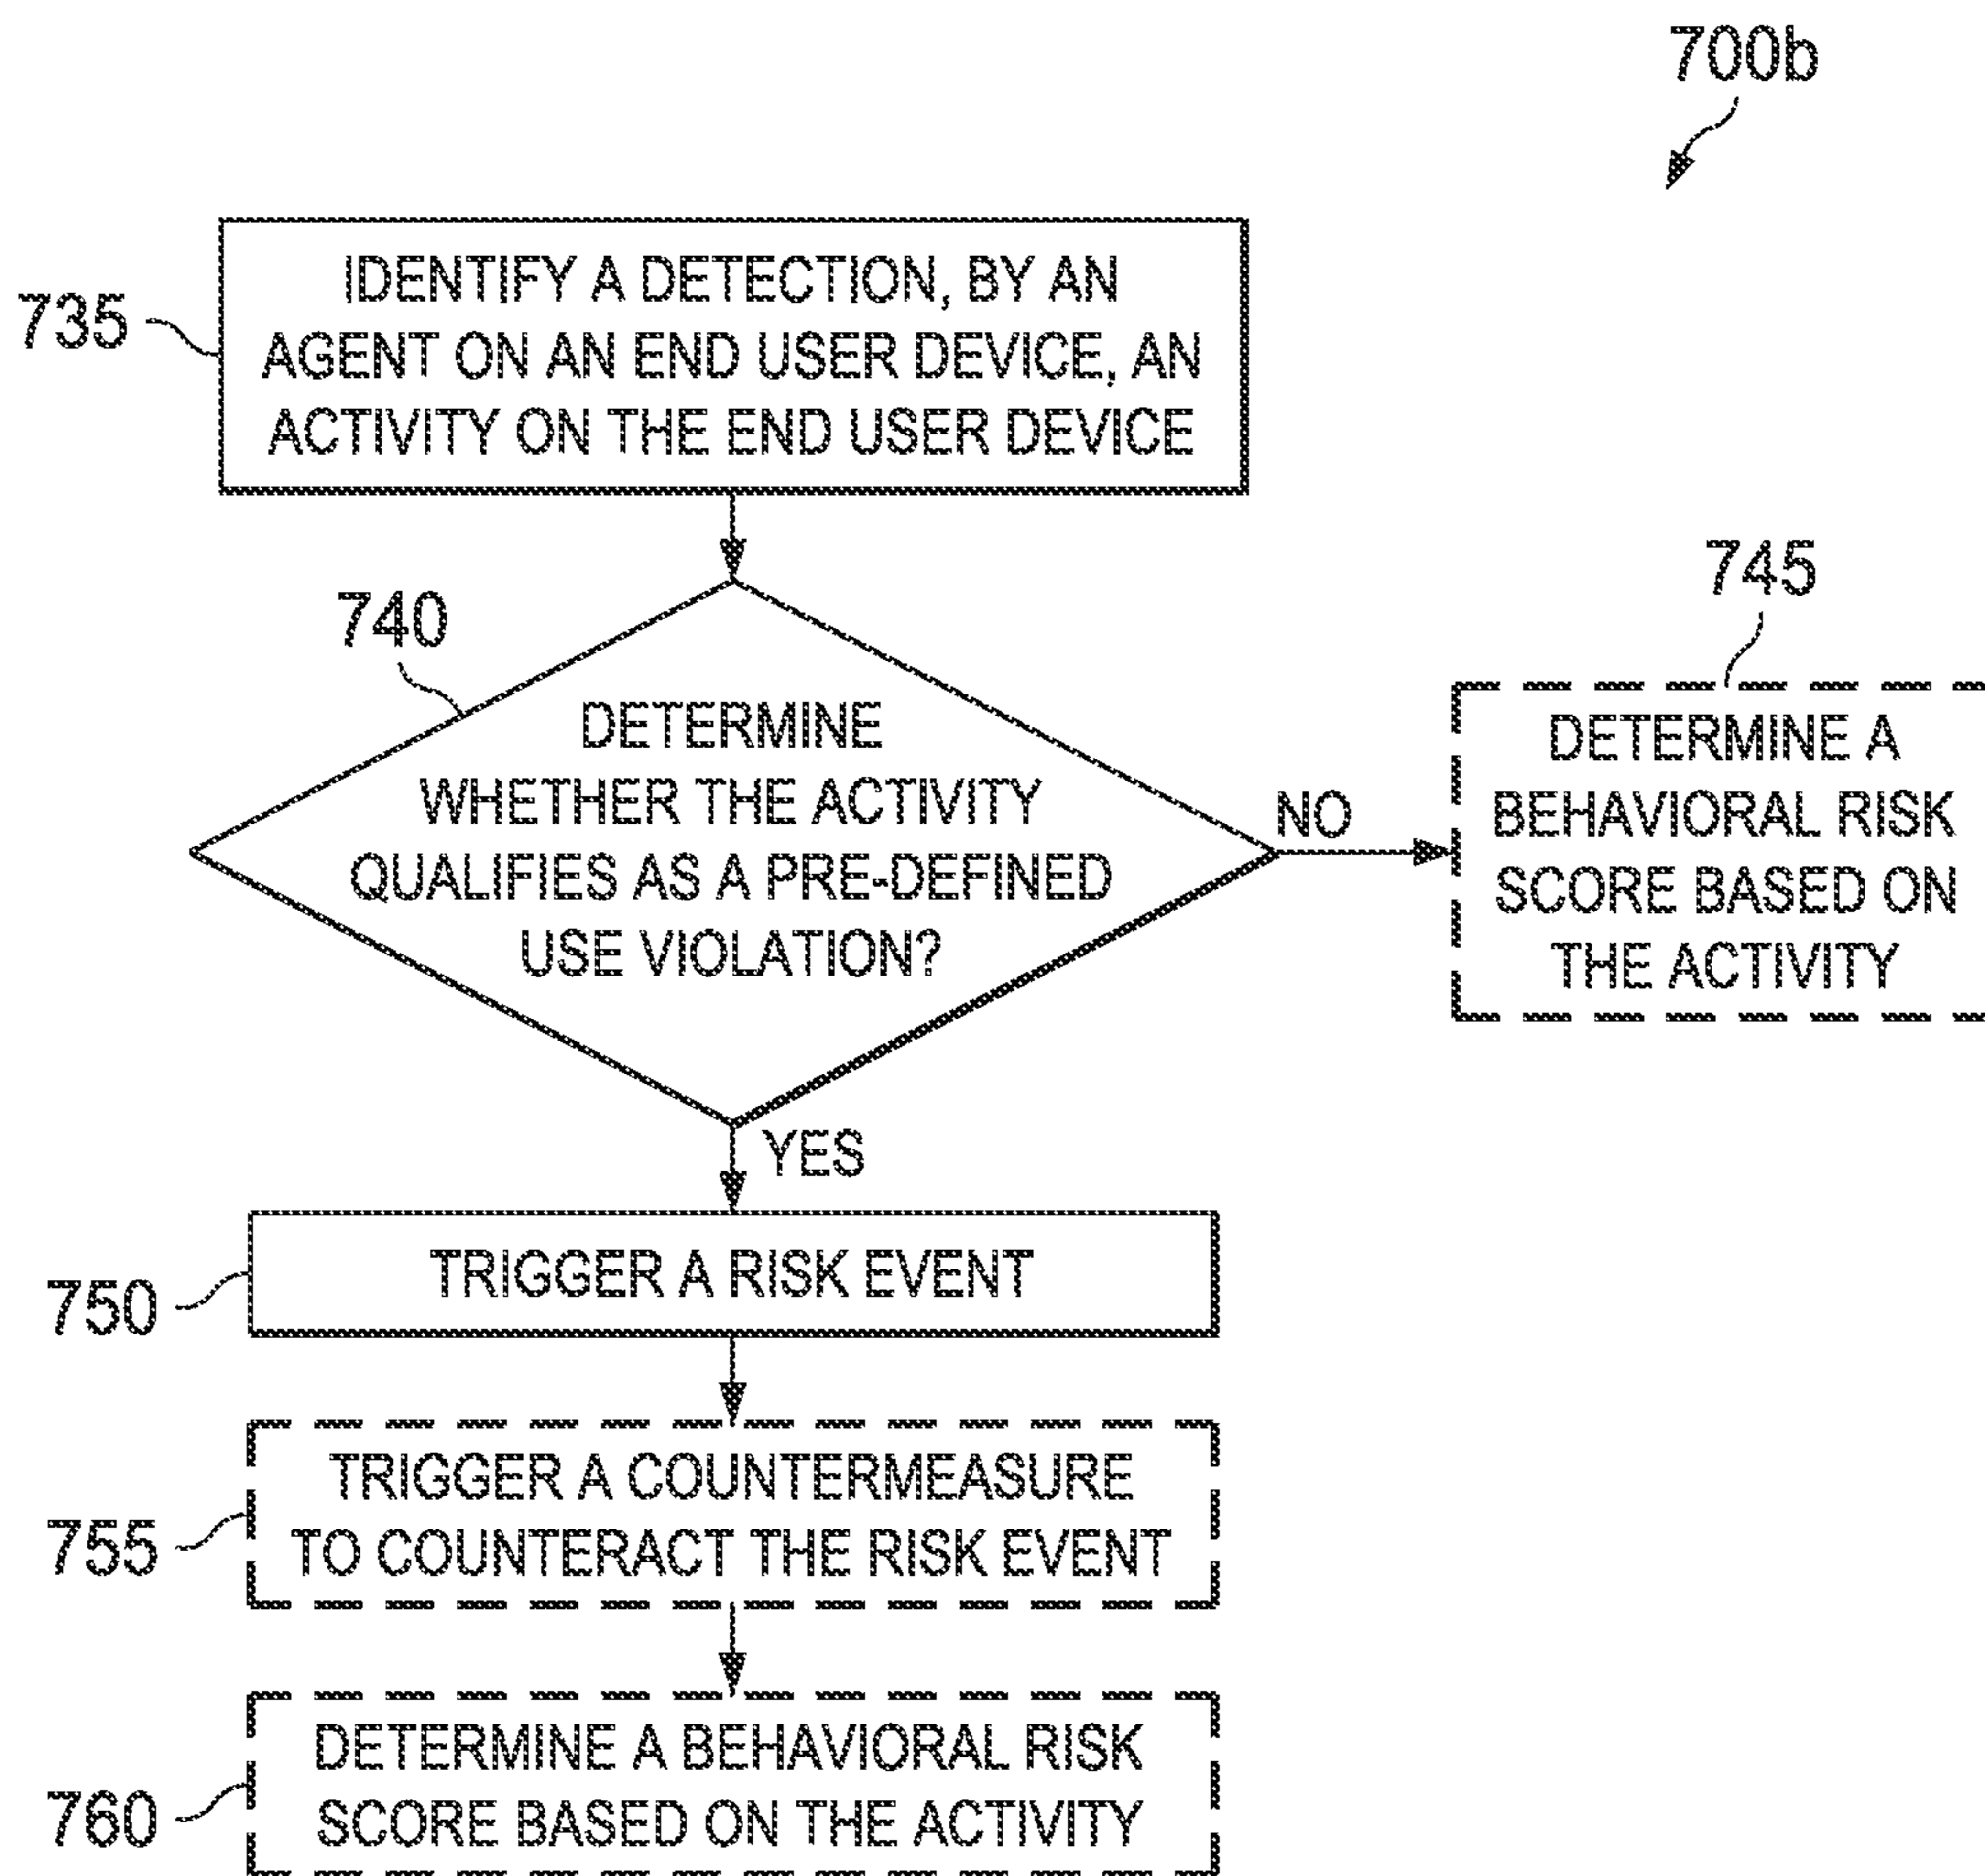 700b
735
IDENTIFY A DETECTION, BY AN
AGENT ON AN END USER DEVICE, AN
ACTIVITY ON THE END USER DEVICE
740
DETERMINE
WHETHER THE ACTIVITY
QUALIFIES AS A PRE-DEFINED
USE VIOLATION?
NO
745
DETERMINE A
BEHAVIORAL RISK
SCORE BASED ON
THE ACTIVITY
YES
750
TRIGGER A RISK EVENT
755
TRIGGER A COUNTERMEASURE
TO COUNTERACT THE RISK EVENT
760
DETERMINE A BEHAVIORAL RISK
SCORE BASED ON THE ACTIVITY